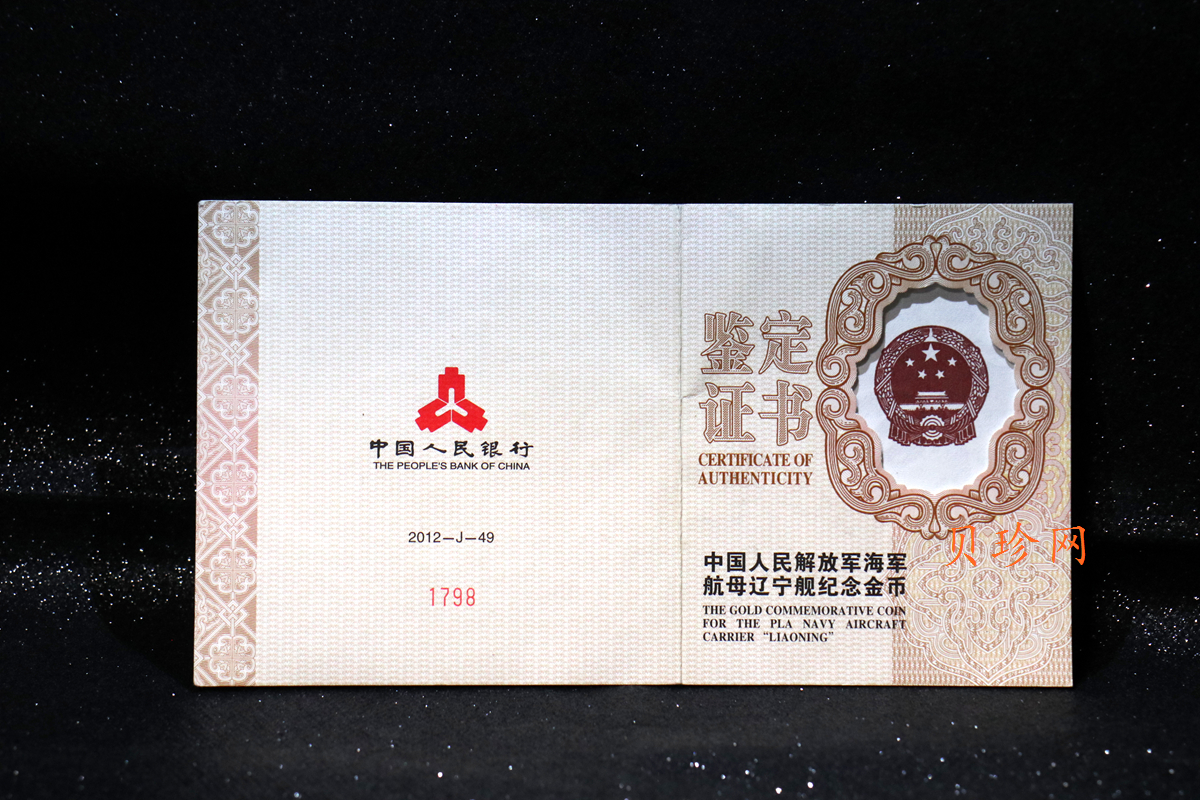 中国人民银行
THE PEOPLE'S BANK OF CHINA
2012-J-49
1798
鉴定
证书
CERTIFICATE OF
AUTHENTICITY
中国人民解放军海军
航母辽宁舰纪念金币
THE GOLD COMMEMORATIVE COIN
FOR THE PLA NAVY AIRCRAFT
CARRIER “LIAONING”
贝珍网